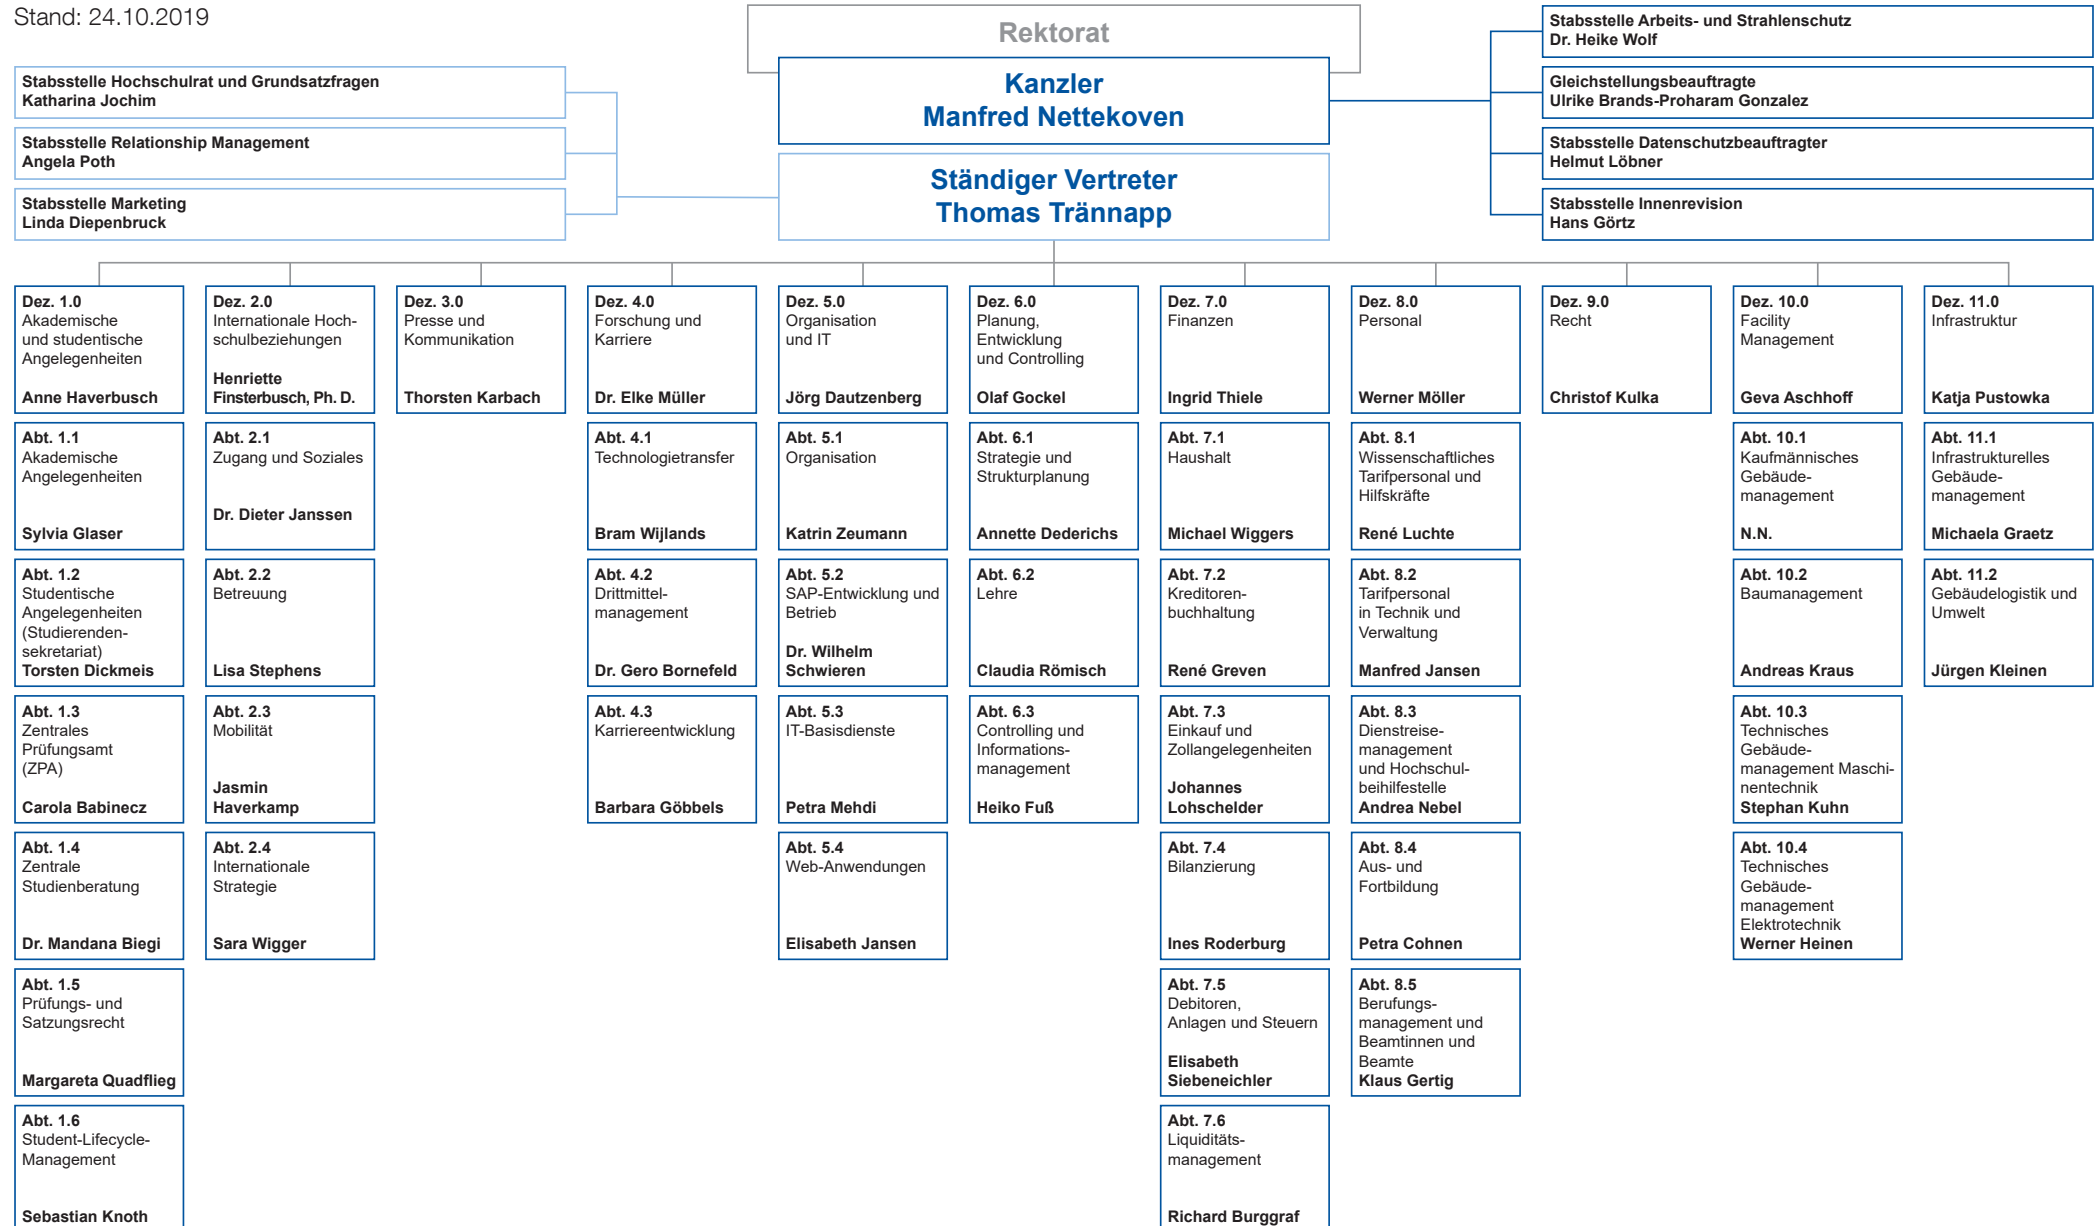 Stand: 24.10.2019
Rektorat
Kanzler
Manfred Nettekoven
Ständiger Vertreter
Thomas Trännapp
Stabsstelle Hochschulrat und Grundsatzfragen
Katharina Jochim
Stabsstelle Relationship Management
Angela Poth
Stabsstelle Marketing
Linda Diepenbruck
Stabsstelle Arbeits- und Strahlenschutz
Dr. Heike Wolf
Gleichstellungsbeauftragte
Ulrike Brands-Proharam Gonzalez
Stabsstelle Datenschutzbeauftragter
Helmut Löbner
Stabsstelle Innenrevision
Hans Görtz
Dez. 1.0
Akademische
und studentische
Angelegenheiten
Anne Haverbusch
Abt. 1.1
Akademische
Angelegenheiten
Sylvia Glaser
Abt. 1.2
Studentische
Angelegenheiten
(Studierenden-
sekretariat)
Torsten Dickmeis
Abt. 1.3
Zentrales
Prüfungsamt
(ZPA)
Carola Babinecz
Abt. 1.4
Zentrale
Studienberatung
Dr. Mandana Biegi
Abt. 1.5
Prüfungs- und
Satzungsrecht
Margareta Quadflieg
Abt. 1.6
Student-Lifecycle-
Management
Sebastian Knoth
Dez. 2.0
Internationale Hoch-
schulbeziehungen
Henriette
Finsterbusch, Ph. D.
Abt. 2.1
Zugang und Soziales
Dr. Dieter Janssen
Abt. 2.2
Betreuung
Lisa Stephens
Abt. 2.3
Mobilität
Jasmin
Haverkamp
Abt. 2.4
Internationale
Strategie
Sara Wigger
Dez. 3.0
Presse und
Kommunikation
Thorsten Karbach
Dez. 4.0
Forschung und
Karriere
Dr. Elke Müller
Abt. 4.1
Technologietransfer
Bram Wijlands
Abt. 4.2
Drittmittel-
management
Dr. Gero Bornefeld
Abt. 4.3
Karriereentwicklung
Barbara Göbbels
Dez. 5.0
Organisation
und IT
Jörg Dautzenberg
Abt. 5.1
Organisation
Katrin Zeumann
Abt. 5.2
SAP-Entwicklung und
Betrieb
Dr. Wilhelm
Schwieren
Abt. 5.3
IT-Basisdienste
Petra Mehdi
Abt. 5.4
Web-Anwendungen
Elisabeth Jansen
Dez. 6.0
Planung,
Entwicklung
und Controlling
Olaf Gockel
Abt. 6.1
Strategie und
Strukturplanung
Annette Dederichs
Abt. 6.2
Lehre
Claudia Römisch
Abt. 6.3
Controlling und
Informations-
management
Heiko Fuß
Dez. 7.0
Finanzen
Ingrid Thiele
Abt. 7.1
Haushalt
Michael Wiggers
Abt. 7.2
Kreditoren-
buchhaltung
René Greven
Abt. 7.3
Einkauf und
Zollangelegenheiten
Johannes
Lohschelder
Abt. 7.4
Bilanzierung
Ines Roderburg
Abt. 7.5
Debitoren,
Anlagen und Steuern
Elisabeth
Siebeneichler
Abt. 7.6
Liquiditäts-
management
Richard Burggraf
Dez. 8.0
Personal
Werner Möller
Abt. 8.1
Wissenschaftliches
Tarifpersonal und
Hilfskräfte
René Luchte
Abt. 8.2
Tarifpersonal
in Technik und
Verwaltung
Manfred Jansen
Abt. 8.3
Dienstreise-
management
und Hochschul-
beihilfestelle
Andrea Nebel
Abt. 8.4
Aus- und
Fortbildung
Petra Cohnen
Abt. 8.5
Berufungs-
management und
Beamtinnen und
Beamte
Klaus Gertig
Dez. 9.0
Recht
Christof Kulka
Dez. 10.0
Facility
Management
Geva Aschhoff
Abt. 10.1
Kaufmännisches
Gebäude-
management
N.N.
Abt. 10.2
Baumanagement
Andreas Kraus
Abt. 10.3
Technisches
Gebäude-
management Maschi-
nentechnik
Stephan Kuhn
Abt. 10.4
Technisches
Gebäude-
management
Elektrotechnik
Werner Heinen
Dez. 11.0
Infrastruktur
Katja Pustowka
Abt. 11.1
Infrastrukturelles
Gebäude-
management
Michaela Graetz
Abt. 11.2
Gebäudelogistik und
Umwelt
Jürgen Kleinen